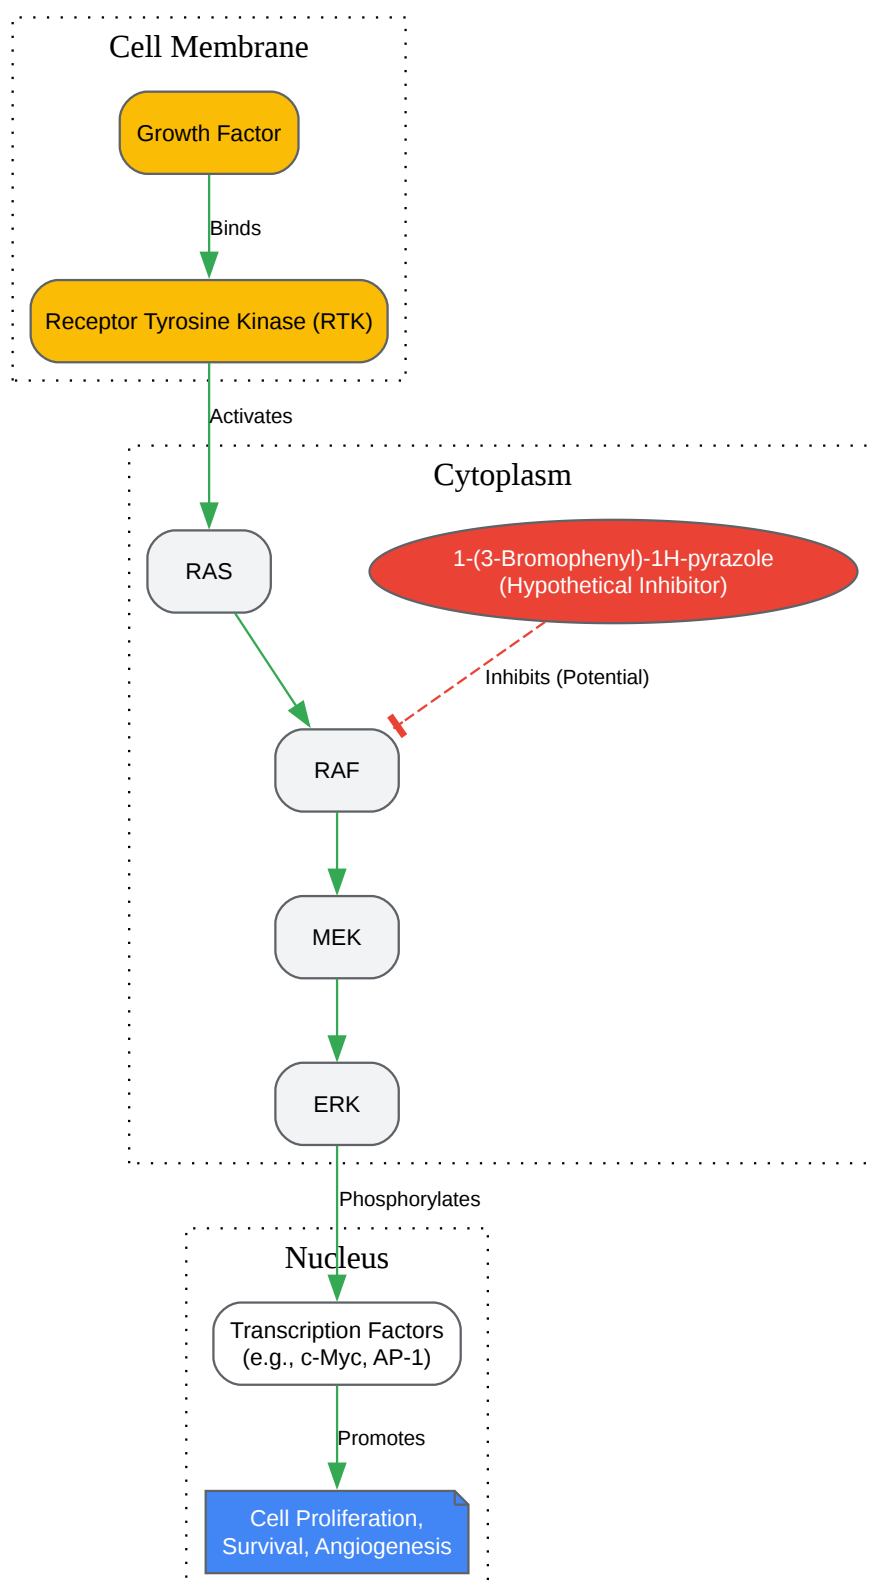 Cell Membrane
Growth Factor
Binds
Receptor Tyrosine Kinase (RTK)
Activates
Cytoplasm
RAS
1-(3-Bromophenyl)-1H-pyrazole
(Hypothetical Inhibitor)
Inhibits (Potential)
RAF
MEK
ERK
Phosphorylates
Nucleus
Transcription Factors
(e.g., c-Myc, AP-1)
Promotes
Cell Proliferation,
Survival, Angiogenesis